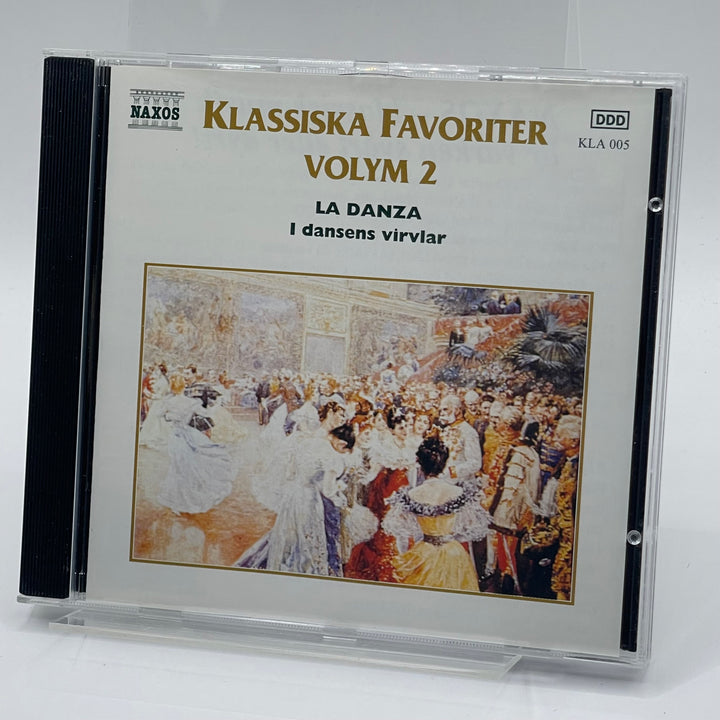 NAXOS
KLASSISKA FAVORITER
VOLYM 2
DDD
KLA 005
LA DANZA
I dansens virvlar